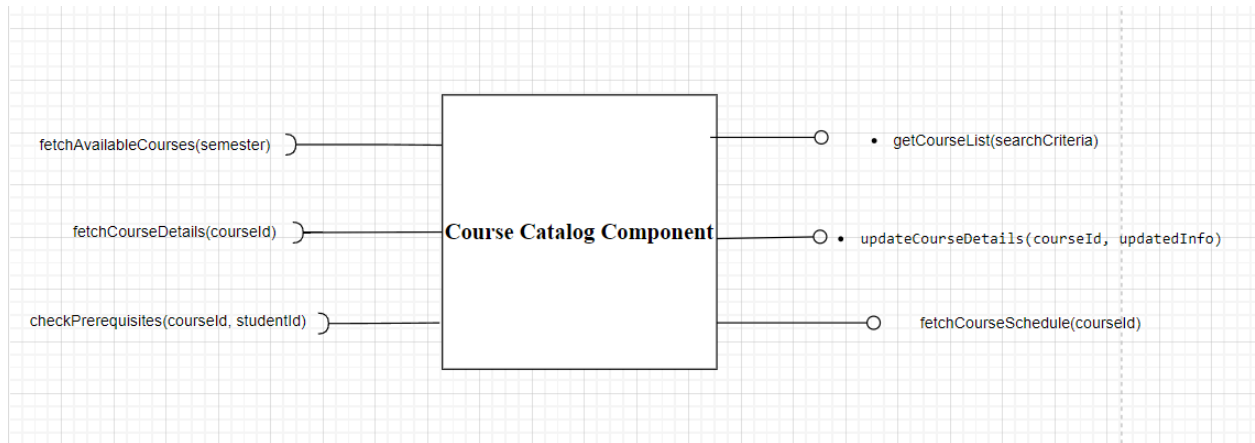 fetchAvailableCourses(semester)
• getCourseList(searchCriteria)
fetchCourseDetails(courseId)
Course Catalog Component
• updateCourseDetails(courseId, updatedInfo)
checkPrerequisites(courseId, studentId)
fetchCourseSchedule(courseId)